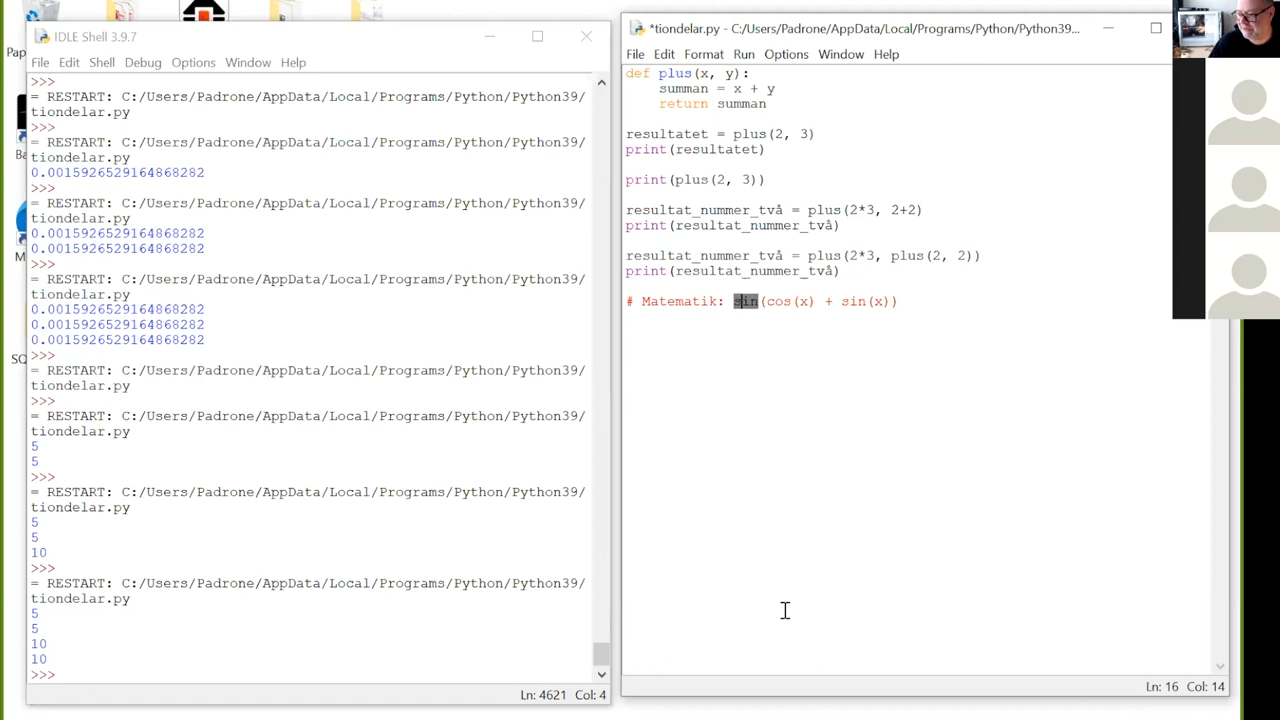 Pap
Ba
M
SQ
IDLE Shell 3.9.7
File Edit Shell Debug Options Window Help
>>>
= RESTART: C:/Users/Padrone/AppData/Local/Programs/Python/Python39/
tiondelar.py
>>>
= RESTART: C:/Users/Padrone/AppData/Local/Programs/Python/Python39/
tiondelar.py
0.0015926529164868282
>>>
= RESTART: C:/Users/Padrone/AppData/Local/Programs/Python/Python39/
tiondelar.py
0.0015926529164868282
0.0015926529164868282
>>>
= RESTART: C:/Users/Padrone/AppData/Local/Programs/Python/Python39/
tiondelar.py
0.0015926529164868282
0.0015926529164868282
0.0015926529164868282
>>>
= RESTART: C:/Users/Padrone/AppData/Local/Programs/Python/Python39/
tiondelar.py
>>>
= RESTART: C:/Users/Padrone/AppData/Local/Programs/Python/Python39/
tiondelar.py
5
5
>>>
= RESTART: C:/Users/Padrone/AppData/Local/Programs/Python/Python39/
tiondelar.py
5
5
10
>>>
= RESTART: C:/Users/Padrone/AppData/Local/Programs/Python/Python39/
tiondelar.py
5
5
10
10
>>>
Ln: 4621 Col: 4
*tiondelar.py - C:/Users/Padrone/AppData/Local/Programs/Python/Python39...
File Edit Format Run Options Window Help
def plus(x, y):
    summan = x + y
    return summan
resultatet = plus(2, 3)
print(resultatet)
print(plus(2, 3))
resultat_nummer_två = plus(2*3, 2+2)
print(resultat_nummer_två)
resultat_nummer_två = plus(2*3, plus(2, 2))
print(resultat_nummer_två)
# Matematik: sin(cos(x) + sin(x))
Ln: 16 Col: 14